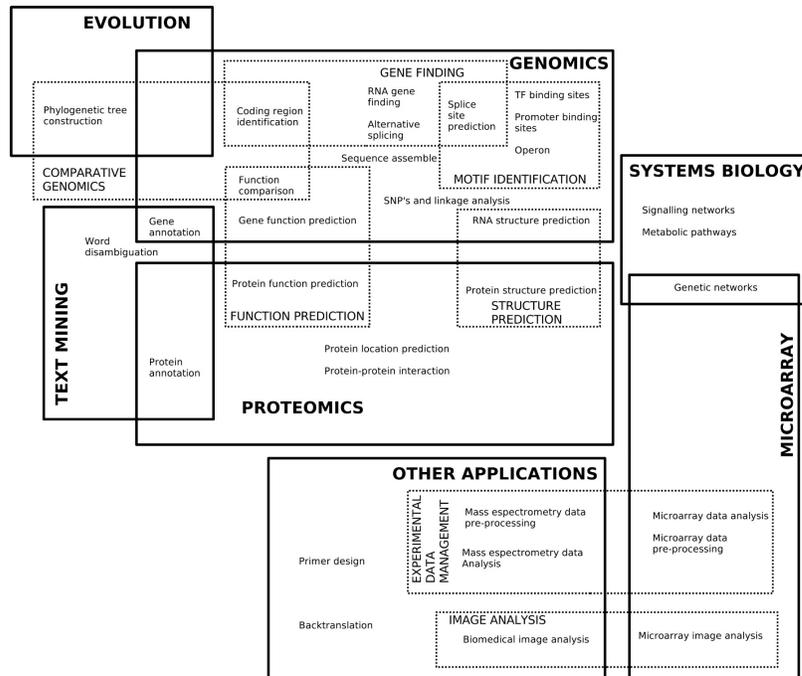 EVOLUTION
GENOMICS
GENE FINDING
RNA gene
finding
Alternative
splicing
Splice
site
prediction
TF binding sites
Promoter binding
sites
Operon
Phylogenetic tree
construction
Coding region
identification
Sequence assemble
COMPARATIVE
GENOMICS
Function
comparison
MOTIF IDENTIFICATION
SNP's and linkage analysis
Gene
annotation
Gene function prediction
RNA structure prediction
Word
disambiguation
SYSTEMS BIOLOGY
Signalling networks
Metabolic pathways
Genetic networks
TEXT MINING
Protein function prediction
FUNCTION PREDICTION
Protein structure prediction
STRUCTURE
PREDICTION
Protein location prediction
Protein-protein interaction
Protein
annotation
PROTEOMICS
MICROARRAY
OTHER APPLICATIONS
EXPERIMENTAL
DATA
MANAGEMENT
Mass espectrometry data
pre-processing
Mass espectrometry data
Analysis
Microarray data analysis
Microarray data
pre-processing
Primer design
Backtranslation
IMAGE ANALYSIS
Biomedical image analysis
Microarray image analysis